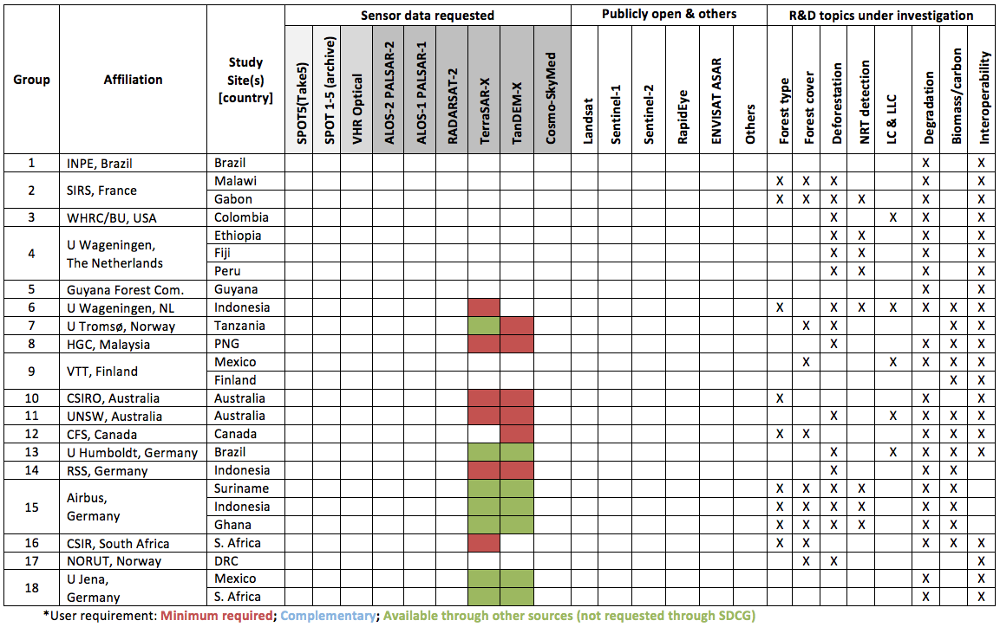 Sensor data requested Publicly open & others R&D topics under investigation
Group Affiliation Study Site(s) [country] SPOT5(Take5) SPOT 1-5 (archive) VHR Optical ALOS-2 PALSAR-2 ALOS-1 PALSAR-1 RADARSAT-2 TerraSAR-X TanDEM-X Cosmo-SkyMed Landsat Sentinel-1 Sentinel-2 RapidEye ENVISAT ASAR Others Forest type Forest cover Deforestation NRT detection LC & LLC Degradation Biomass/carbon Interoperability
1 INPE, Brazil Brazil X X
2 SIRS, France Malawi X X X X X
Gabon X X X X X X
3 WHRC/BU, USA Colombia X X X X
4 U Wageningen, The Netherlands Ethiopia X X X X
Fiji X X X X
Peru X X X X
5 Guyana Forest Com. Guyana X X
6 U Wageningen, NL Indonesia X X X X X X X
7 U Tromsø, Norway Tanzania X X X X
8 HGC, Malaysia PNG X X X X
9 VTT, Finland Mexico X X X X X
Finland X X
10 CSIRO, Australia Australia X X X
11 UNSW, Australia Australia X X X X X
12 CFS, Canada Canada X X X X X
13 U Humboldt, Germany Brazil X X X X X
14 RSS, Germany Indonesia X X X
15 Airbus, Germany Suriname X X X X X X
Indonesia X X X X X X
Ghana X X X X X X
16 CSIR, South Africa S. Africa X X X X X
17 NORUT, Norway DRC X X X
18 U Jena, Germany Mexico X X
S. Africa X X
*User requirement: Minimum required; Complementary; Available through other sources (not requested through SDCG)